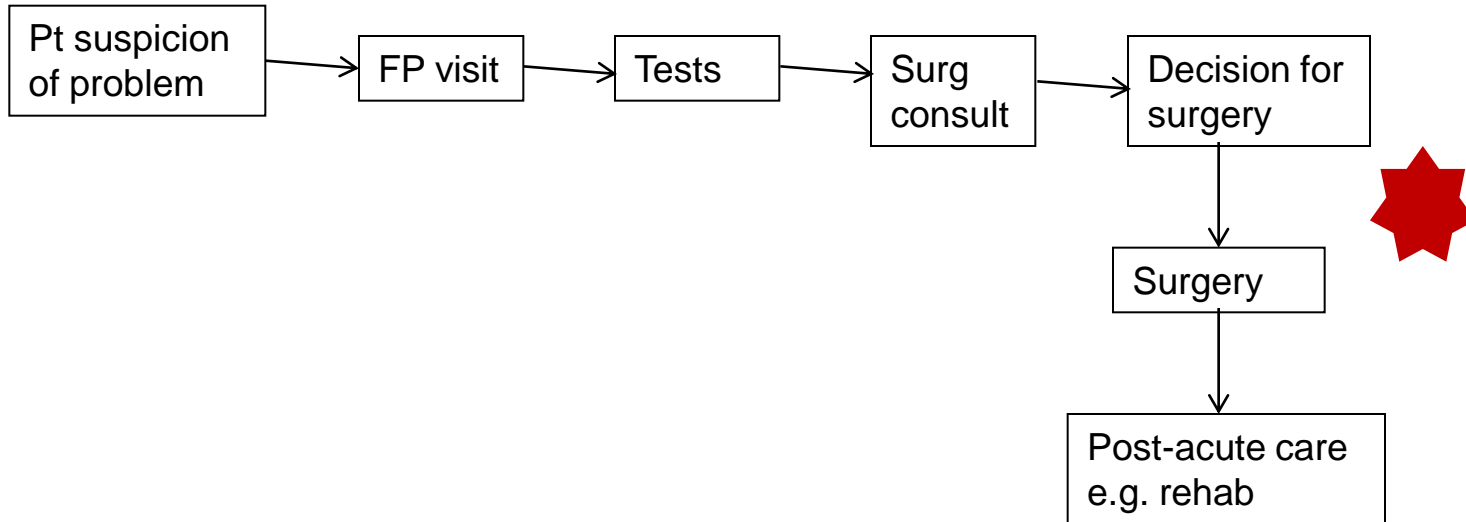 Pt suspicion
of problem
FP visit
Tests
Surg
consult
Decision for
surgery
Surgery
Post-acute care
e.g. rehab